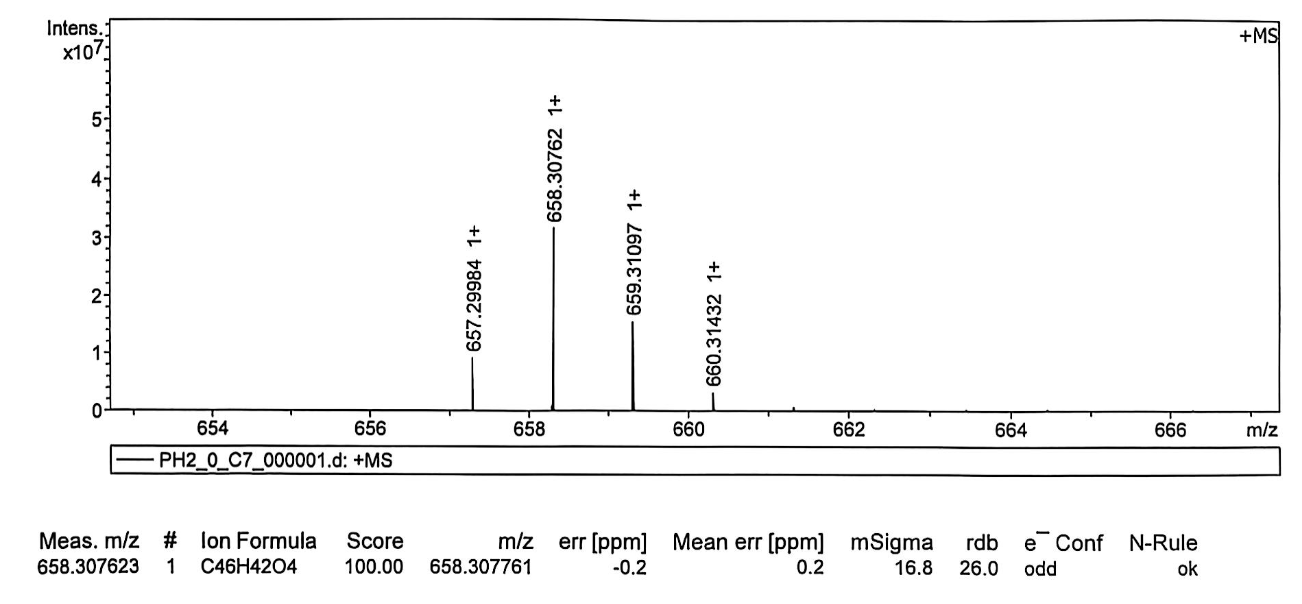 Intens.
x10⁷
+MS
5
4
3
2
1
0
657.29984 1+
658.30762 1+
659.31097 1+
660.31432 1+
654 656 658 660 662 664 666 m/z
PH2_0_C7_000001.d: +MS
Meas. m/z # Ion Formula Score m/z err [ppm] Mean err [ppm] mSigma rdb e⁻ Conf N-Rule
658.307623 1 C46H42O4 100.00 658.307761 -0.2 0.2 16.8 26.0 odd ok